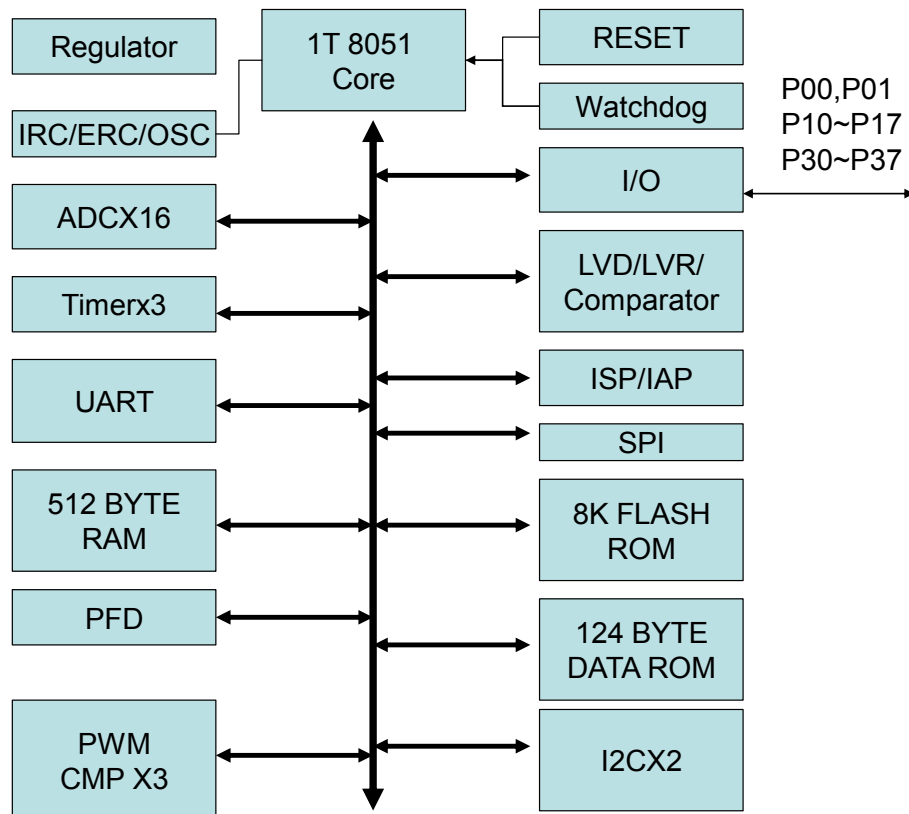 Regulator
1T 8051
Core
RESET
IRC/ERC/OSC
Watchdog
P00,P01
P10~P17
P30~P37
I/O
ADCX16
LVD/LVR/
Comparator
Timerx3
ISP/IAP
UART
SPI
512 BYTE
RAM
8K FLASH
ROM
PFD
124 BYTE
DATA ROM
PWM
CMP X3
I2CX2